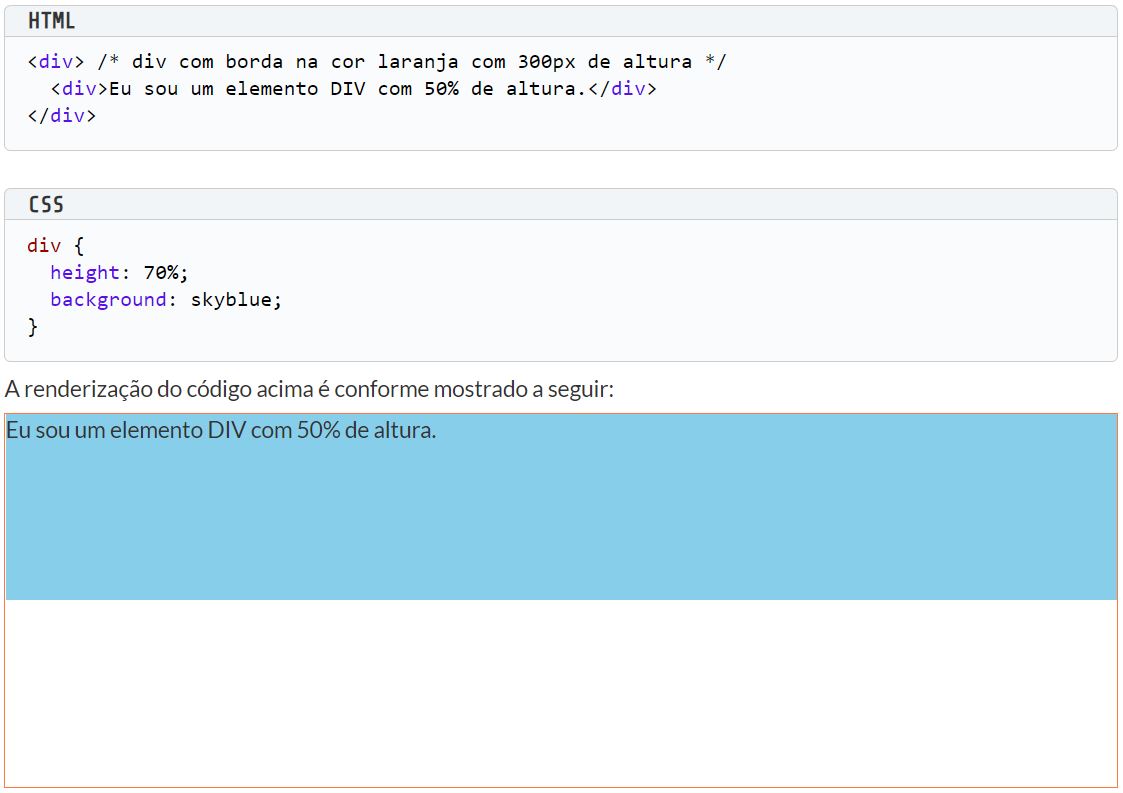 HTML
<div> /* div com borda na cor laranja com 300px de altura */
  <div>Eu sou um elemento DIV com 50% de altura.</div>
</div>
CSS
div {
  height: 70%;
  background: skyblue;
}
A renderização do código acima é conforme mostrado a seguir:
Eu sou um elemento DIV com 50% de altura.